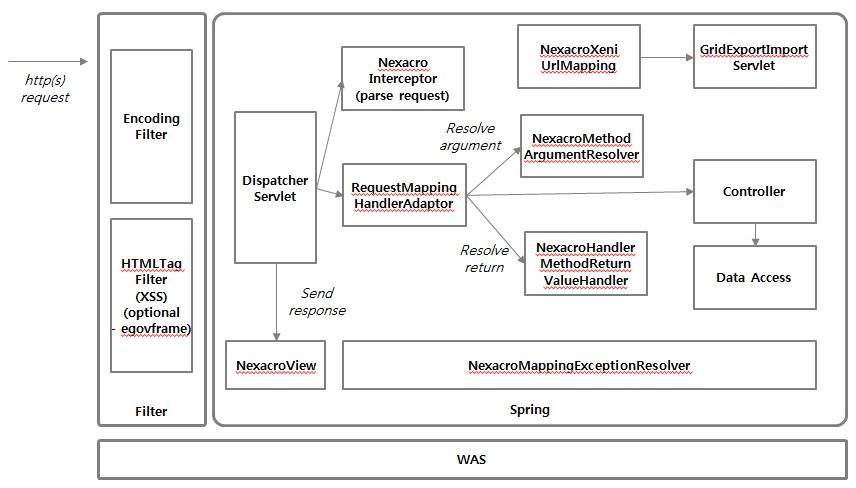 http(s)
request
Encoding
Filter
HTMLTag
Filter
(XSS)
(optional
- egovframe)
Filter
Dispatcher
Servlet
Send
response
NexacroView
Nexacro
Interceptor
(parse request)
RequestMapping
HandlerAdaptor
Resolve
argument
Resolve
return
NexacroXeni
UrlMapping
GridExportImport
Servlet
NexacroMethod
ArgumentResolver
Controller
NexacroHandler
MethodReturn
ValueHandler
Data Access
NexacroMappingExceptionResolver
Spring
WAS